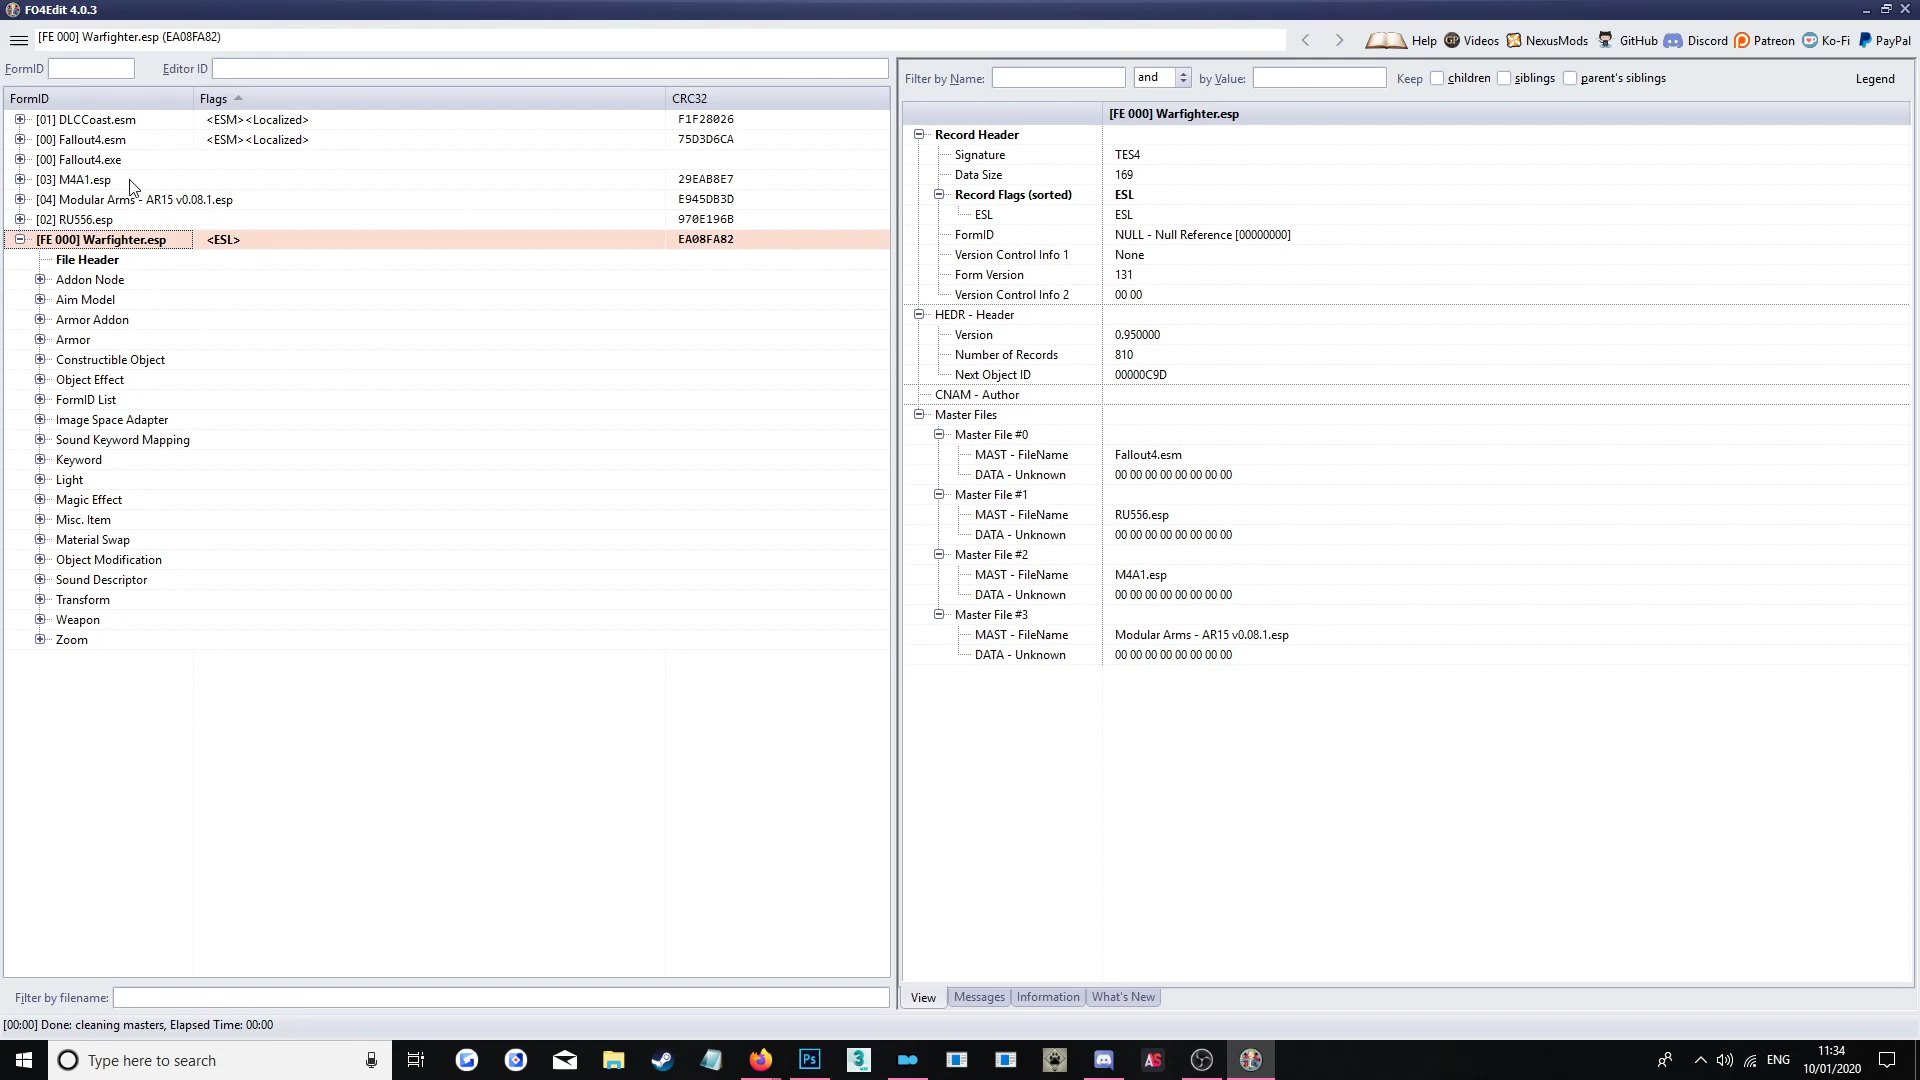 FO4Edit 4.0.3
[FE 000] Warfighter.esp (EA08FA82)
Help Videos NexusMods GitHub Discord Patreon Ko-Fi PayPal
FormID Editor ID
Filter by Name: and by Value: Keep children siblings parent's siblings Legend
FormID Flags CRC32
[01] DLCCoast.esm <ESM><Localized> F1F28026
[00] Fallout4.esm <ESM><Localized> 75D3D6CA
[00] Fallout4.exe
[03] M4A1.esp 29EAB8E7
[04] Modular Arms - AR15 v0.08.1.esp E945DB3D
[02] RU556.esp 970E196B
[FE 000] Warfighter.esp <ESL> EA08FA82
File Header
Addon Node
Aim Model
Armor Addon
Armor
Constructible Object
Object Effect
FormID List
Image Space Adapter
Sound Keyword Mapping
Keyword
Light
Magic Effect
Misc. Item
Material Swap
Object Modification
Sound Descriptor
Transform
Weapon
Zoom
Filter by filename:
[FE 000] Warfighter.esp
Record Header
Signature TES4
Data Size 169
Record Flags (sorted) ESL
ESL ESL
FormID NULL - Null Reference [00000000]
Version Control Info 1 None
Form Version 131
Version Control Info 2 00 00
HEDR - Header
Version 0.950000
Number of Records 810
Next Object ID 00000C9D
CNAM - Author
Master Files
Master File #0
MAST - FileName Fallout4.esm
DATA - Unknown 00 00 00 00 00 00 00 00
Master File #1
MAST - FileName RU556.esp
DATA - Unknown 00 00 00 00 00 00 00 00
Master File #2
MAST - FileName M4A1.esp
DATA - Unknown 00 00 00 00 00 00 00 00
Master File #3
MAST - FileName Modular Arms - AR15 v0.08.1.esp
DATA - Unknown 00 00 00 00 00 00 00 00
View Messages Information What's New
[00:00] Done: cleaning masters, Elapsed Time: 00:00
Type here to search
Ps
3
AS
ENG
11:34
10/01/2020